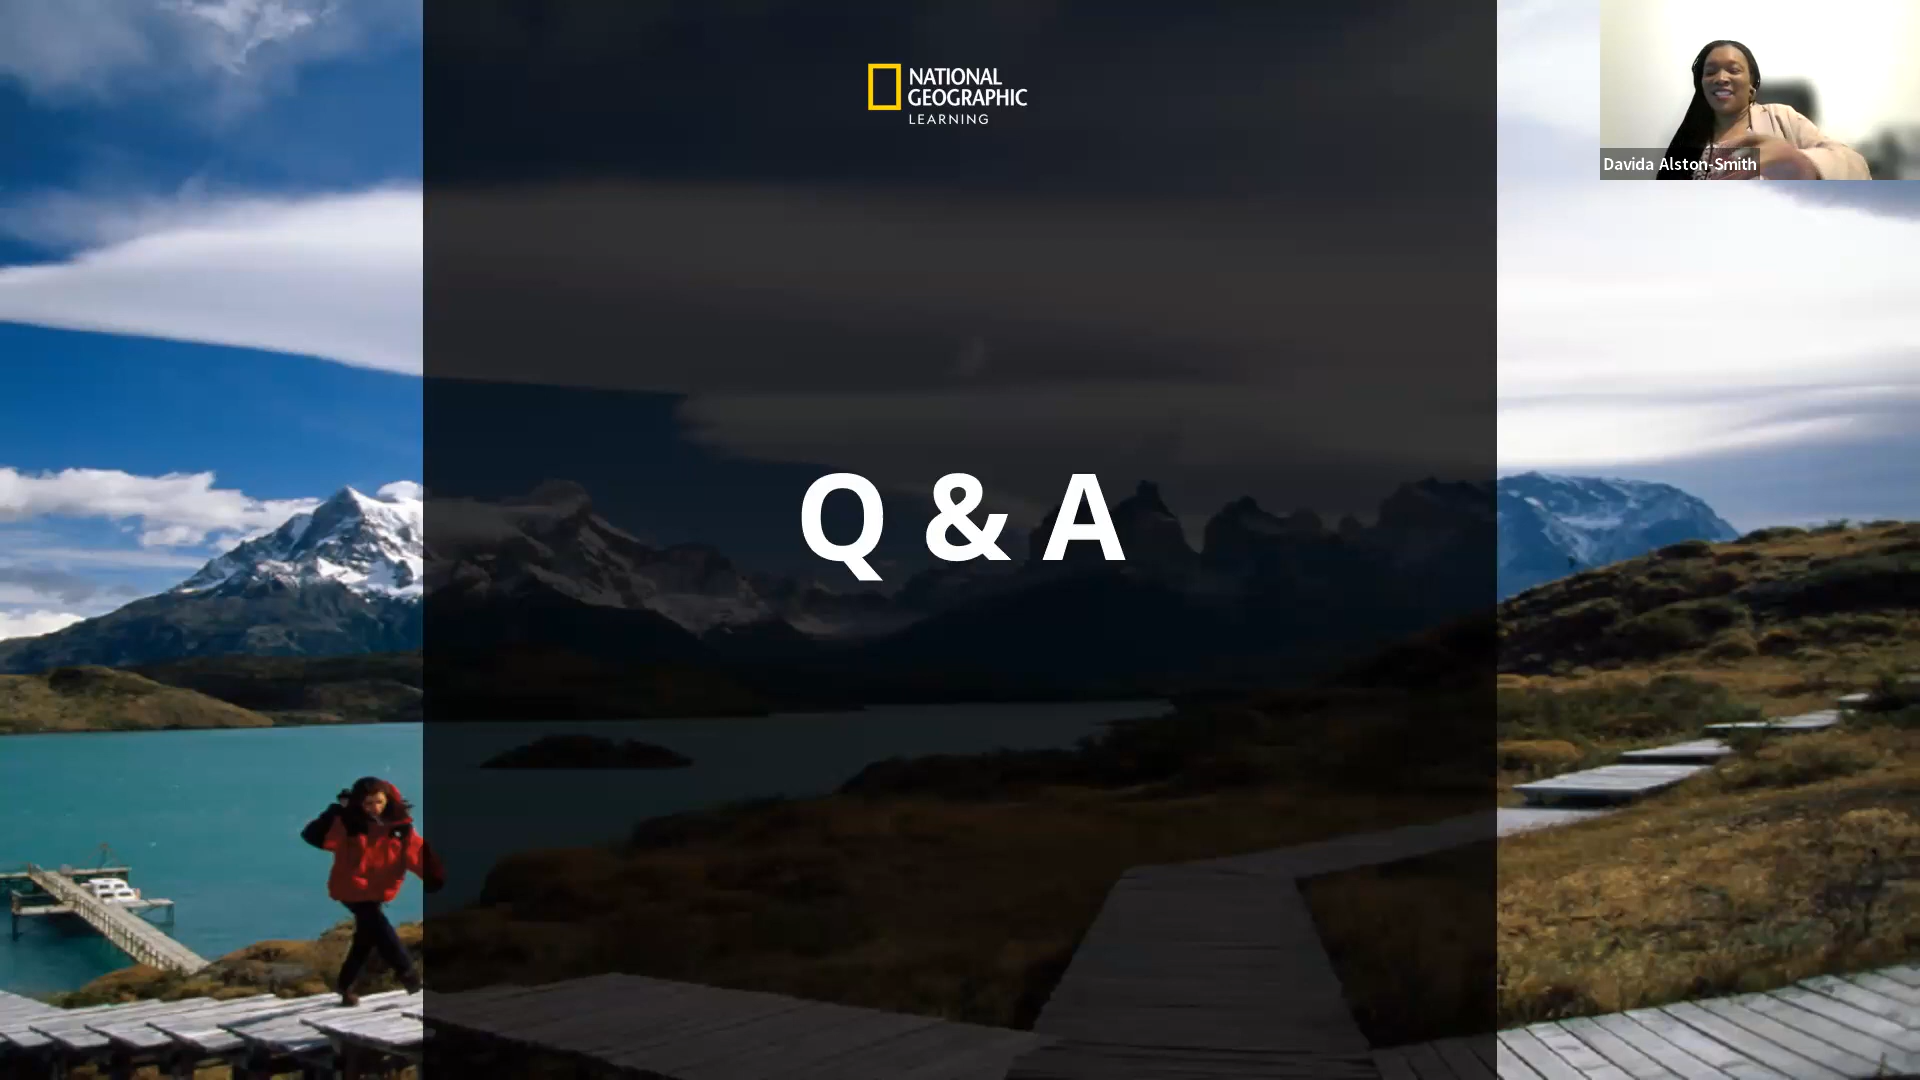 NATIONAL
GEOGRAPHIC
LEARNING
Davida Alston-Smith
Q & A